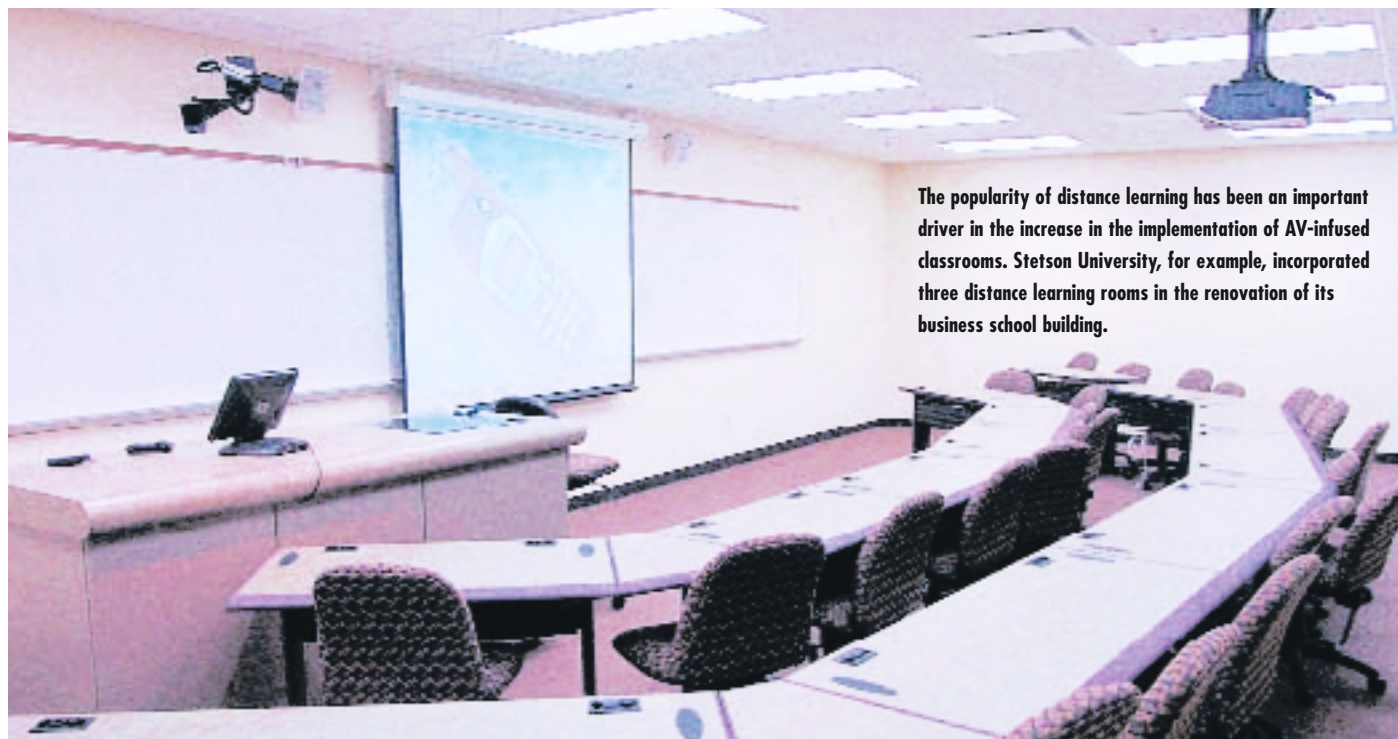 The popularity of distance learning has been an important
driver in the increase in the implementation of AV-infused
classrooms. Stetson University, for example, incorporated
three distance learning rooms in the renovation of its
business school building.